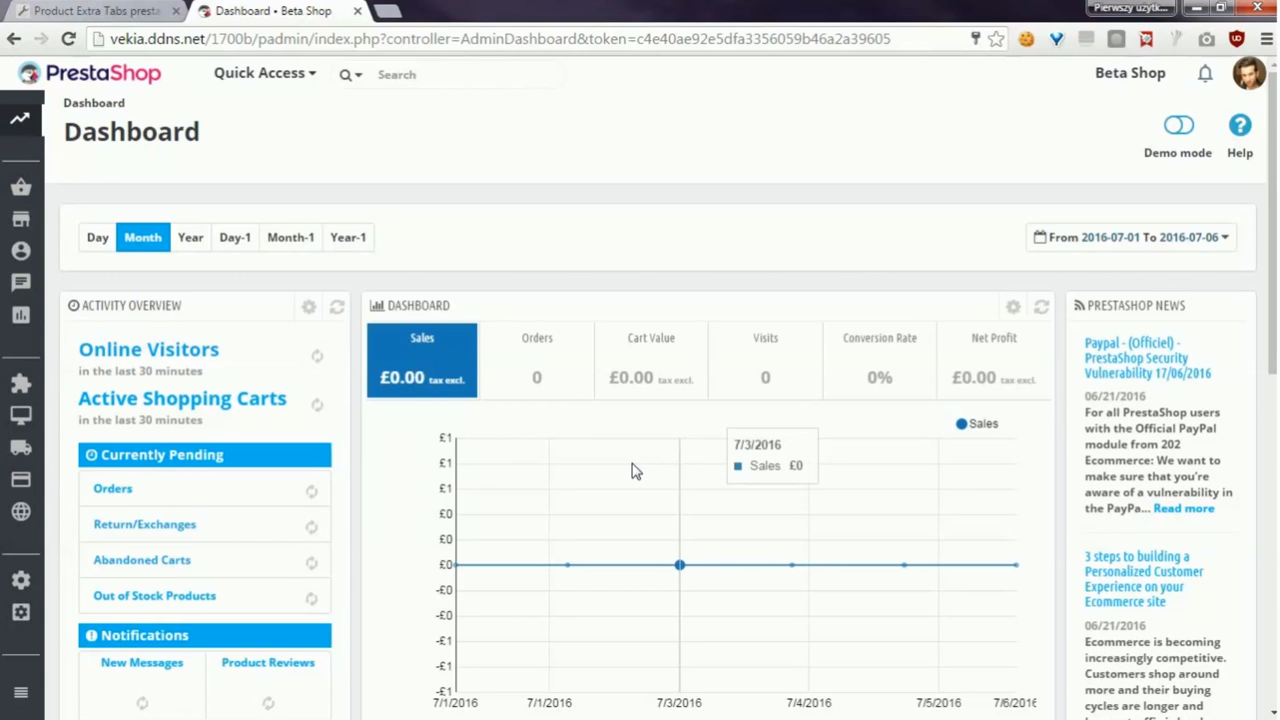 Product Extra Tabs presta
Dashboard • Beta Shop
Pierwszy użytk...
vekia.ddns.net/1700b/padmin/index.php?controller=AdminDashboard&token=c4e40ae92e5dfa3356059b46a2a39605
PrestaShop
Quick Access
Search
Beta Shop
Dashboard
Dashboard
Demo mode
Help
Day
Month
Year
Day-1
Month-1
Year-1
From 2016-07-01 To 2016-07-06
ACTIVITY OVERVIEW
Online Visitors
in the last 30 minutes
Active Shopping Carts
in the last 30 minutes
Currently Pending
Orders
Return/Exchanges
Abandoned Carts
Out of Stock Products
Notifications
New Messages
Product Reviews
DASHBOARD
Sales
£0.00 tax excl.
Orders
0
Cart Value
£0.00 tax excl.
Visits
0
Conversion Rate
0%
Net Profit
£0.00 tax excl.
Sales
7/3/2016
Sales £0
£1
£1
£1
£0
£0
£0
-£0
-£0
-£1
-£1
-£1
7/1/2016
7/1/2016
7/3/2016
7/4/2016
7/5/2016
7/6/2016
PRESTASHOP NEWS
Paypal - (Officiel) -
PrestaShop Security
Vulnerability 17/06/2016
06/21/2016
For all PrestaShop users
with the Official PayPal
module from 202
Ecommerce: We want to
make sure that you're
aware of a vulnerability in
the PayPa... Read more
3 steps to building a
Personalized Customer
Experience on your
Ecommerce site
06/21/2016
Ecommerce is becoming
increasingly competitive.
Customers shop around
more and their buying
cycles are longer and